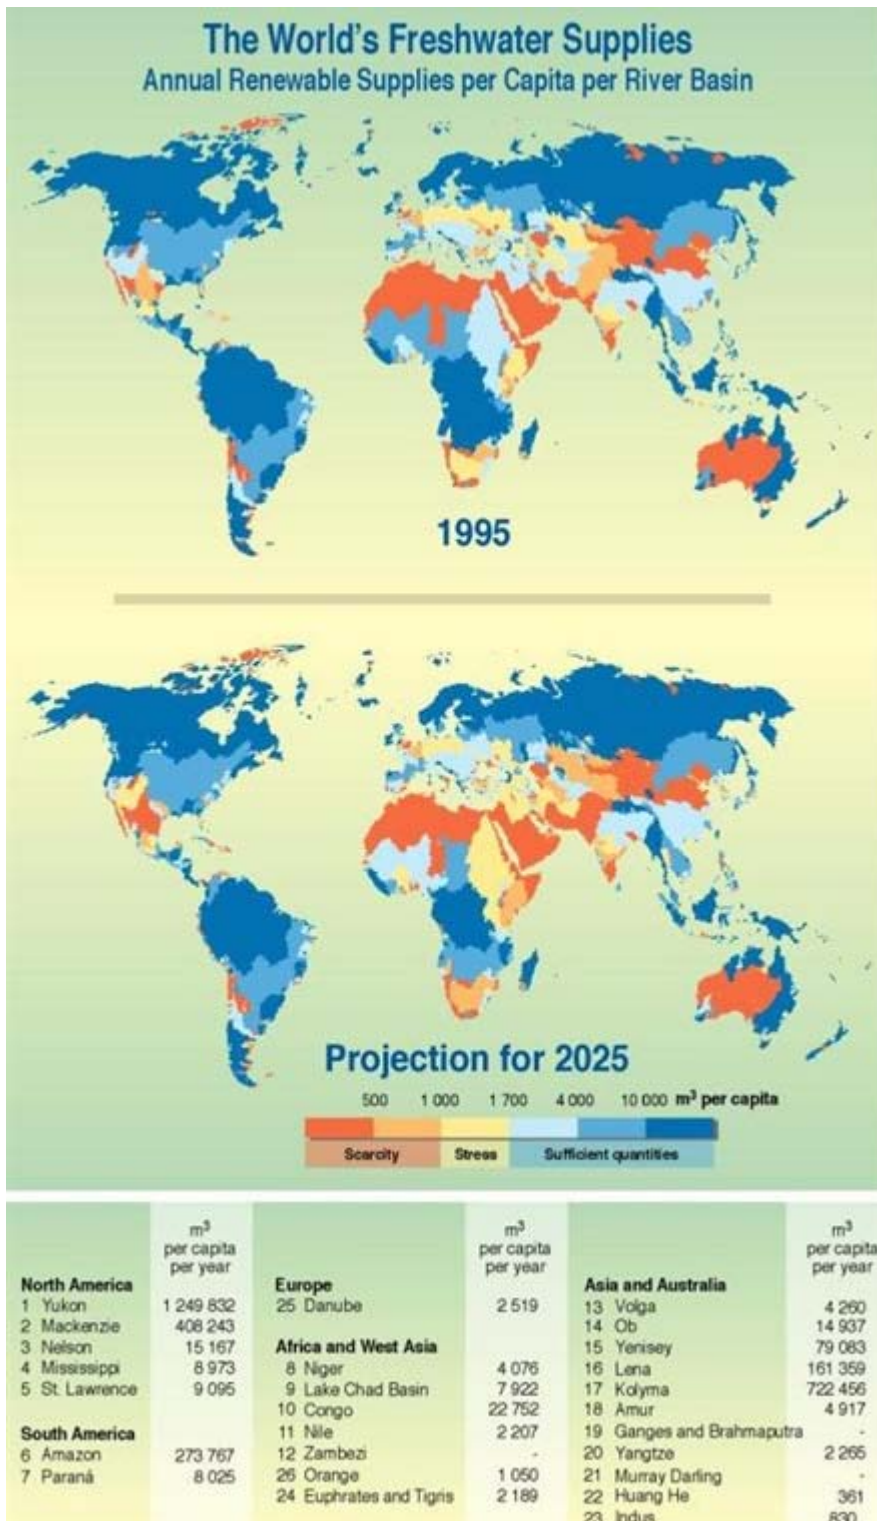 The World's Freshwater Supplies
Annual Renewable Supplies per Capita per River Basin
1995
Projection for 2025
500 1 000 1 700 4 000 10 000 m³ per capita
Scarcity Stress Sufficient quantities
m³
per capita
per year
North America
1 Yukon 1 249 832
2 Mackenzie 408 243
3 Nelson 15 167
4 Mississippi 8 973
5 St. Lawrence 9 095
South America
6 Amazon 273 767
7 Paraná 8 025
m³
per capita
per year
Europe
25 Danube 2 519
Africa and West Asia
8 Niger 4 076
9 Lake Chad Basin 7 922
10 Congo 22 752
11 Nile 2 207
12 Zambezi -
26 Orange 1 050
24 Euphrates and Tigris 2 189
m³
per capita
per year
Asia and Australia
13 Volga 4 260
14 Ob 14 937
15 Yenisey 79 083
16 Lena 161 359
17 Kolyma 722 456
18 Amur 4 917
19 Ganges and Brahmaputra -
20 Yangtze 2 265
21 Murray Darling -
22 Huang He 361
23 Indus 830